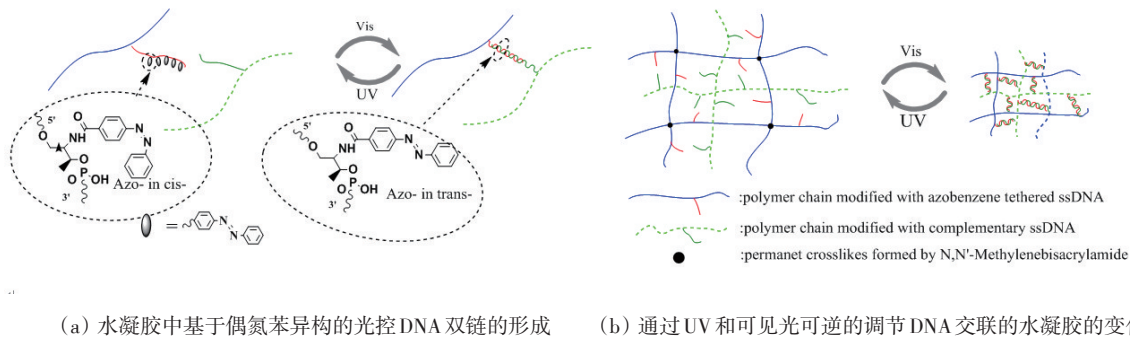 (a)
Vis
UV
5'
O
NH
O
N
N
O
P
OH
3'
Azo- in cis-
=
N
N
5'
O
NH
O
N
N
O
P
OH
3'
Azo- in trans-
(b)
Vis
UV
:polymer chain modified with azobenzene tethered ssDNA
:polymer chain modified with complementary ssDNA
:permanet crosslikes formed by N,N'-Methylenebisacrylamide
(a) 水凝胶中基于偶氮苯异构的光控DNA双链的形成
(b) 通过UV和可见光可逆的调节DNA交联的水凝胶的变